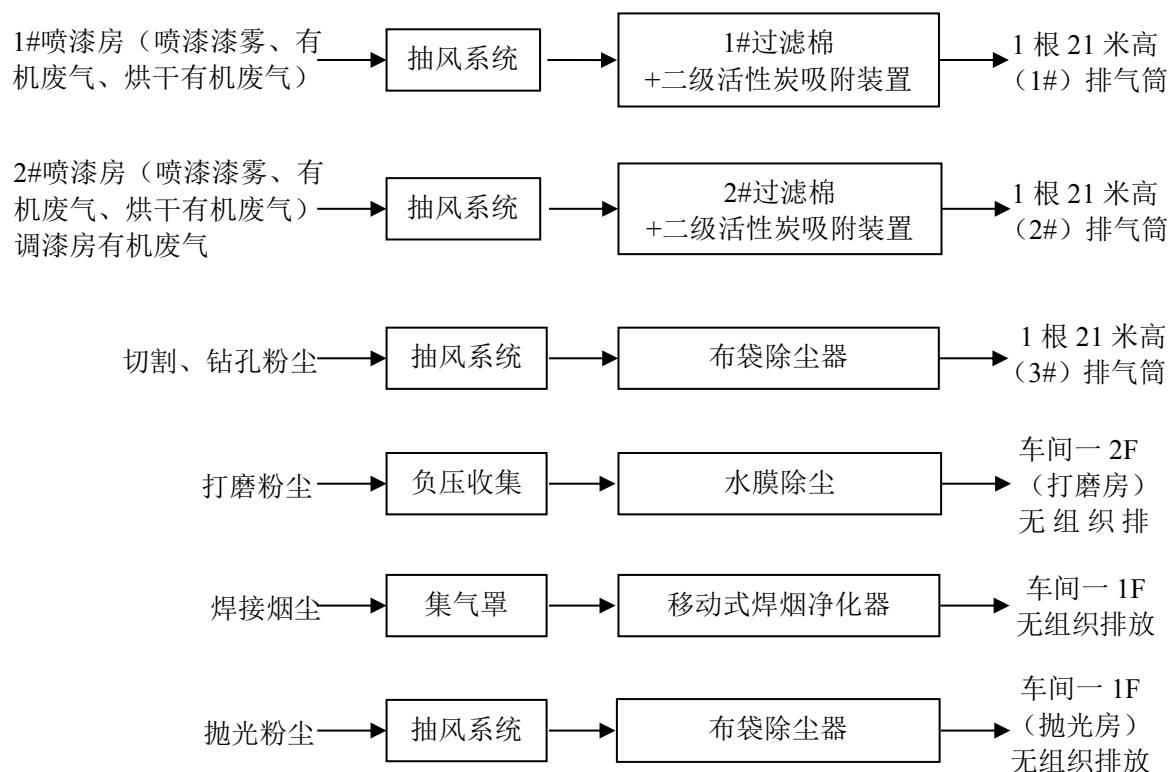 1#喷漆房（喷漆漆雾、有
机废气、烘干有机废气）
抽风系统
1#过滤棉
+二级活性炭吸附装置
1 根 21 米高
（1#）排气筒
2#喷漆房（喷漆漆雾、有
机废气、烘干有机废气）
调漆房有机废气
抽风系统
2#过滤棉
+二级活性炭吸附装置
1 根 21 米高
（2#）排气筒
切割、钻孔粉尘
抽风系统
布袋除尘器
1 根 21 米高
（3#）排气筒
打磨粉尘
负压收集
水膜除尘
车间一 2F
（打磨房）
无 组 织 排
焊接烟尘
集气罩
移动式焊烟净化器
车间一 1F
无组织排放
抛光粉尘
抽风系统
布袋除尘器
车间一 1F
（抛光房）
无组织排放